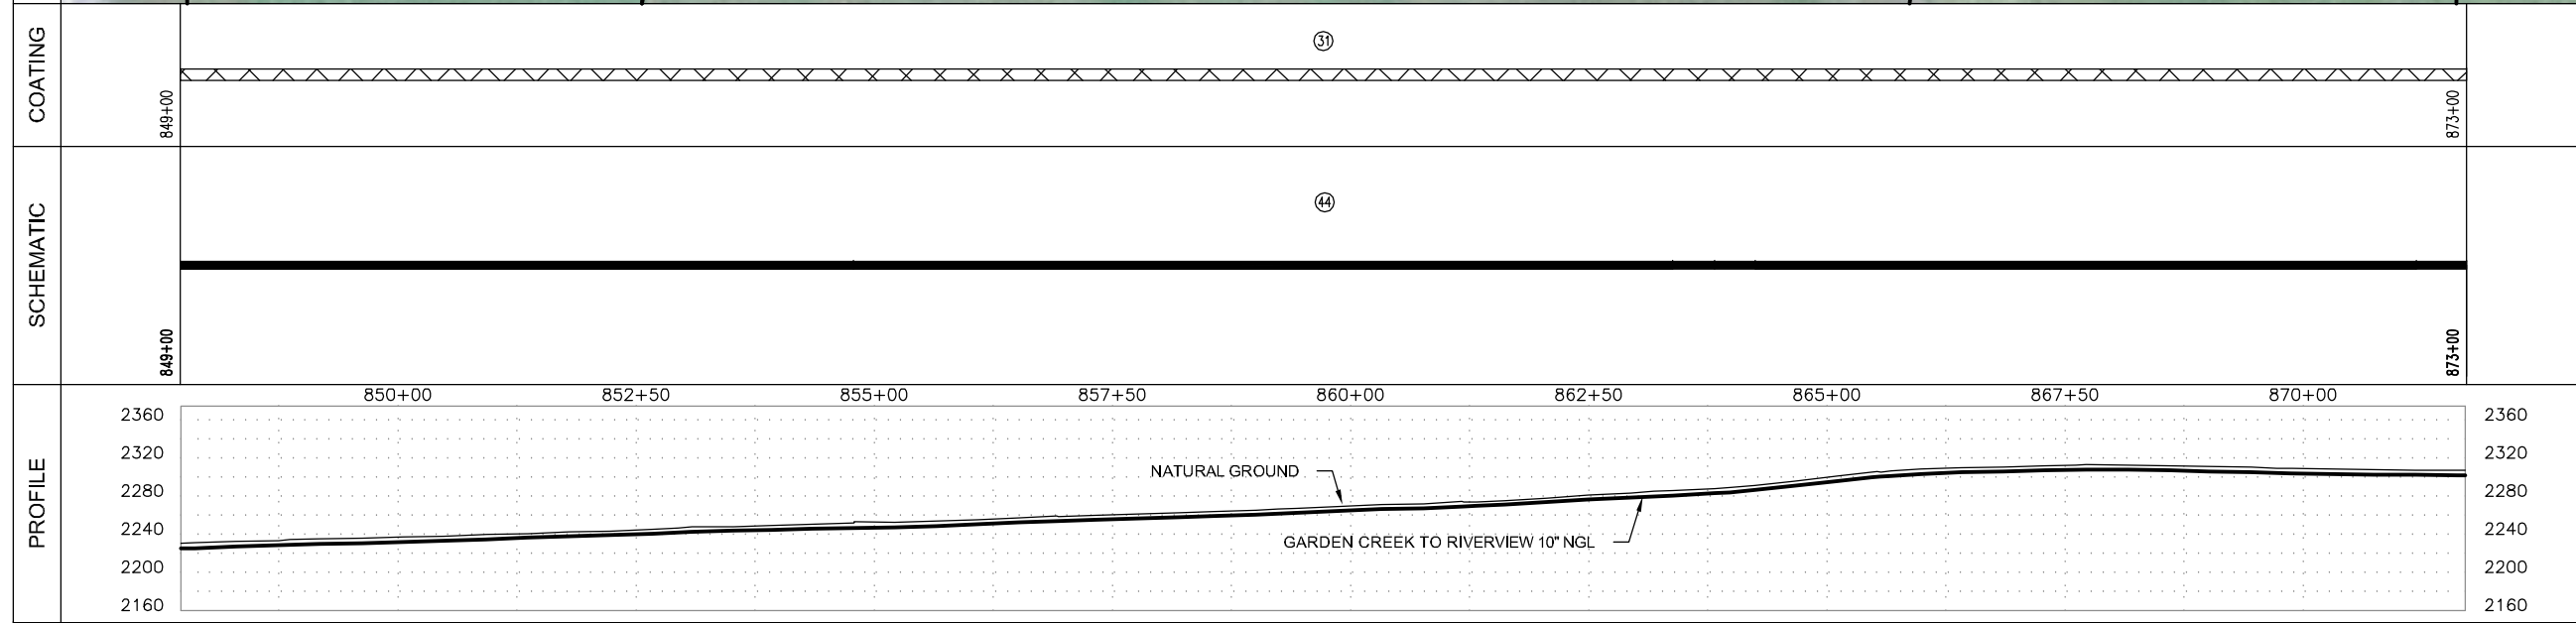 COATING
31
849+00
873+00
SCHEMATIC
44
849+00
873+00
PROFILE
850+00 852+50 855+00 857+50 860+00 862+50 865+00 867+50 870+00
2360 2360
2320 2320
NATURAL GROUND
2280 2280
2240 2240
GARDEN CREEK TO RIVERVIEW 10" NGL
2200 2200
2160 2160